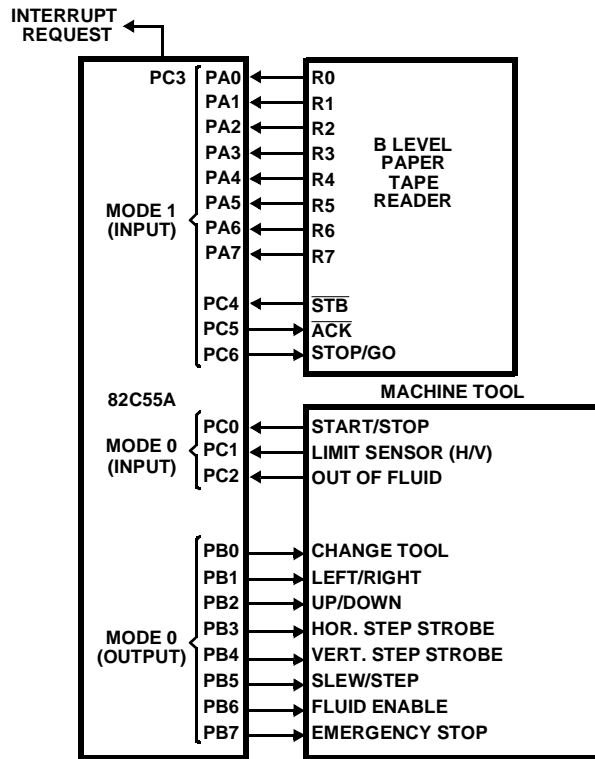 INTERRUPT
REQUEST
PC3 PA0 R0
PA1 R1
PA2 R2
PA3 R3
PA4 R4
PA5 R5
PA6 R6
PA7 R7
B LEVEL
PAPER
TAPE
READER
MODE 1
(INPUT)
PC4 STB
PC5 ACK
PC6 STOP/GO
MACHINE TOOL
82C55A
MODE 0
(INPUT)
PC0 START/STOP
PC1 LIMIT SENSOR (H/V)
PC2 OUT OF FLUID
MODE 0
(OUTPUT)
PB0 CHANGE TOOL
PB1 LEFT/RIGHT
PB2 UP/DOWN
PB3 HOR. STEP STROBE
PB4 VERT. STEP STROBE
PB5 SLEW/STEP
PB6 FLUID ENABLE
PB7 EMERGENCY STOP